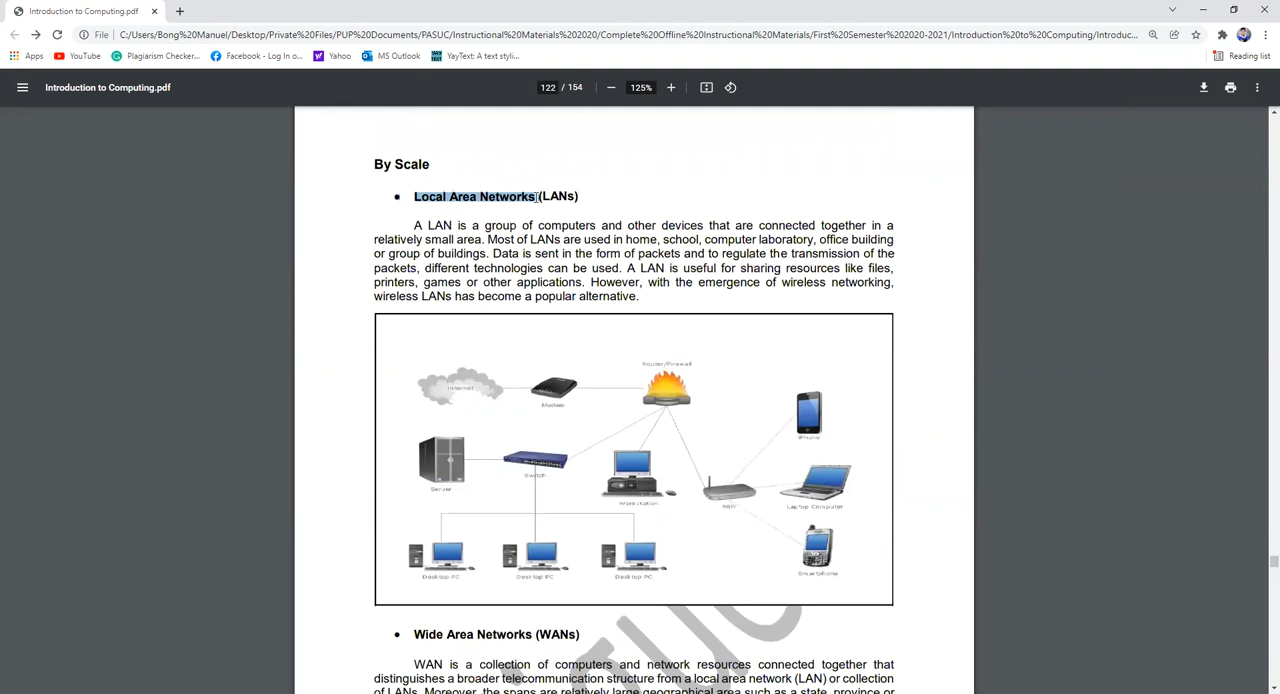 Introduction to Computing.pdf
File
C:/Users/Bong%20Manuel/Desktop/Private%20Files/PUP%20Documents/PASUC/Instructional%20Materials%202020/Complete%20Offline%20Instructional%20Materials/First%20Semester%202020-2021/Introduction%20to%20Computing/Introduc...
Apps
YouTube
Plagiarism Checker...
Facebook - Log In o...
Yahoo
MS Outlook
YayText: A text styli...
Reading list
Introduction to Computing.pdf
122 / 154
125%
By Scale
• Local Area Networks (LANs)
A LAN is a group of computers and other devices that are connected together in a
relatively small area. Most of LANs are used in home, school, computer laboratory, office building
or group of buildings. Data is sent in the form of packets and to regulate the transmission of the
packets, different technologies can be used. A LAN is useful for sharing resources like files,
printers, games or other applications. However, with the emergence of wireless networking,
wireless LANs has become a popular alternative.
Router/Firewall
Internet
Modem
iPhone
Server
Switch
Workstation
WiFi
Laptop Computer
Desktop PC
Desktop PC
Desktop PC
Smartphone
• Wide Area Networks (WANs)
WAN is a collection of computers and network resources connected together that
distinguishes a broader telecommunication structure from a local area network (LAN) or collection
of LANs. Moreover, the spans are relatively large geographical area such as a state, province or